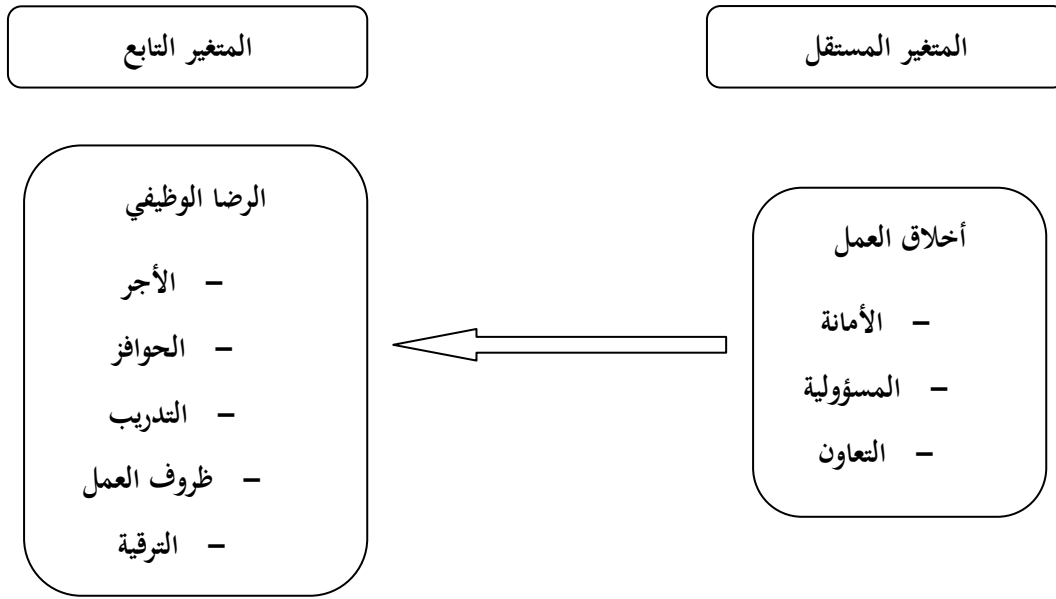 المتغير المستقل
المتغير التابع
أخلاق العمل
– الأمانة
– المسؤولية
– التعاون
الرضا الوظيفي
– الأجر
– الحوافز
– التدريب
– ظروف العمل
– الترقية